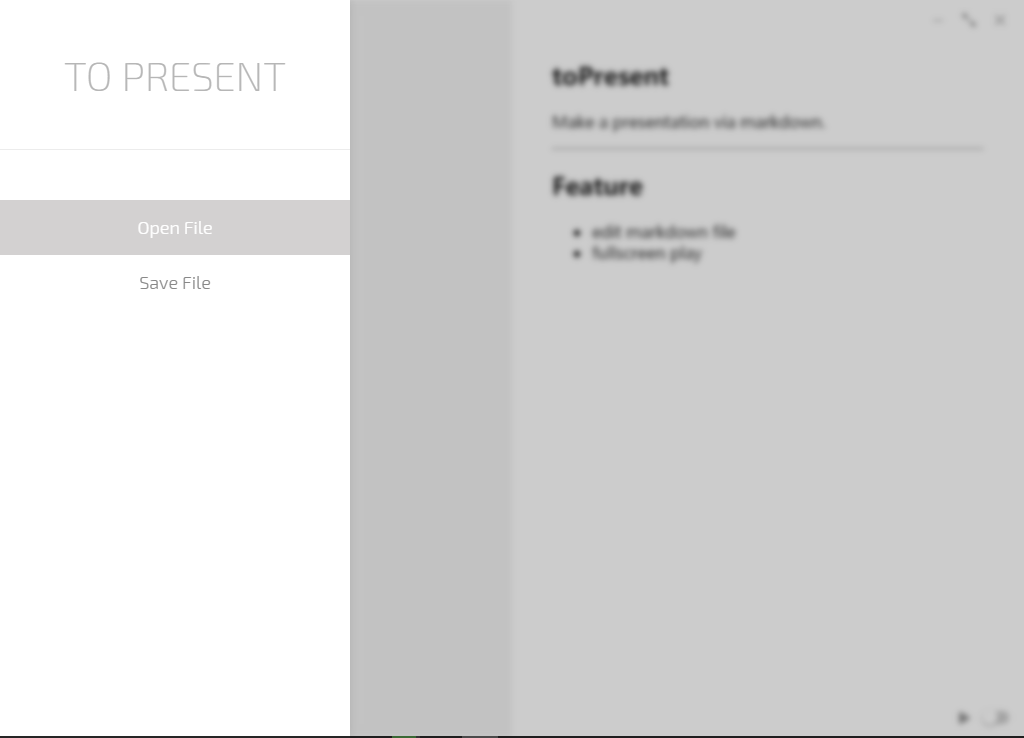 TO PRESENT
Open File
Save File
toPresent
Make a presentation via markdown.
Feature
edit markdown file
fullscreen play